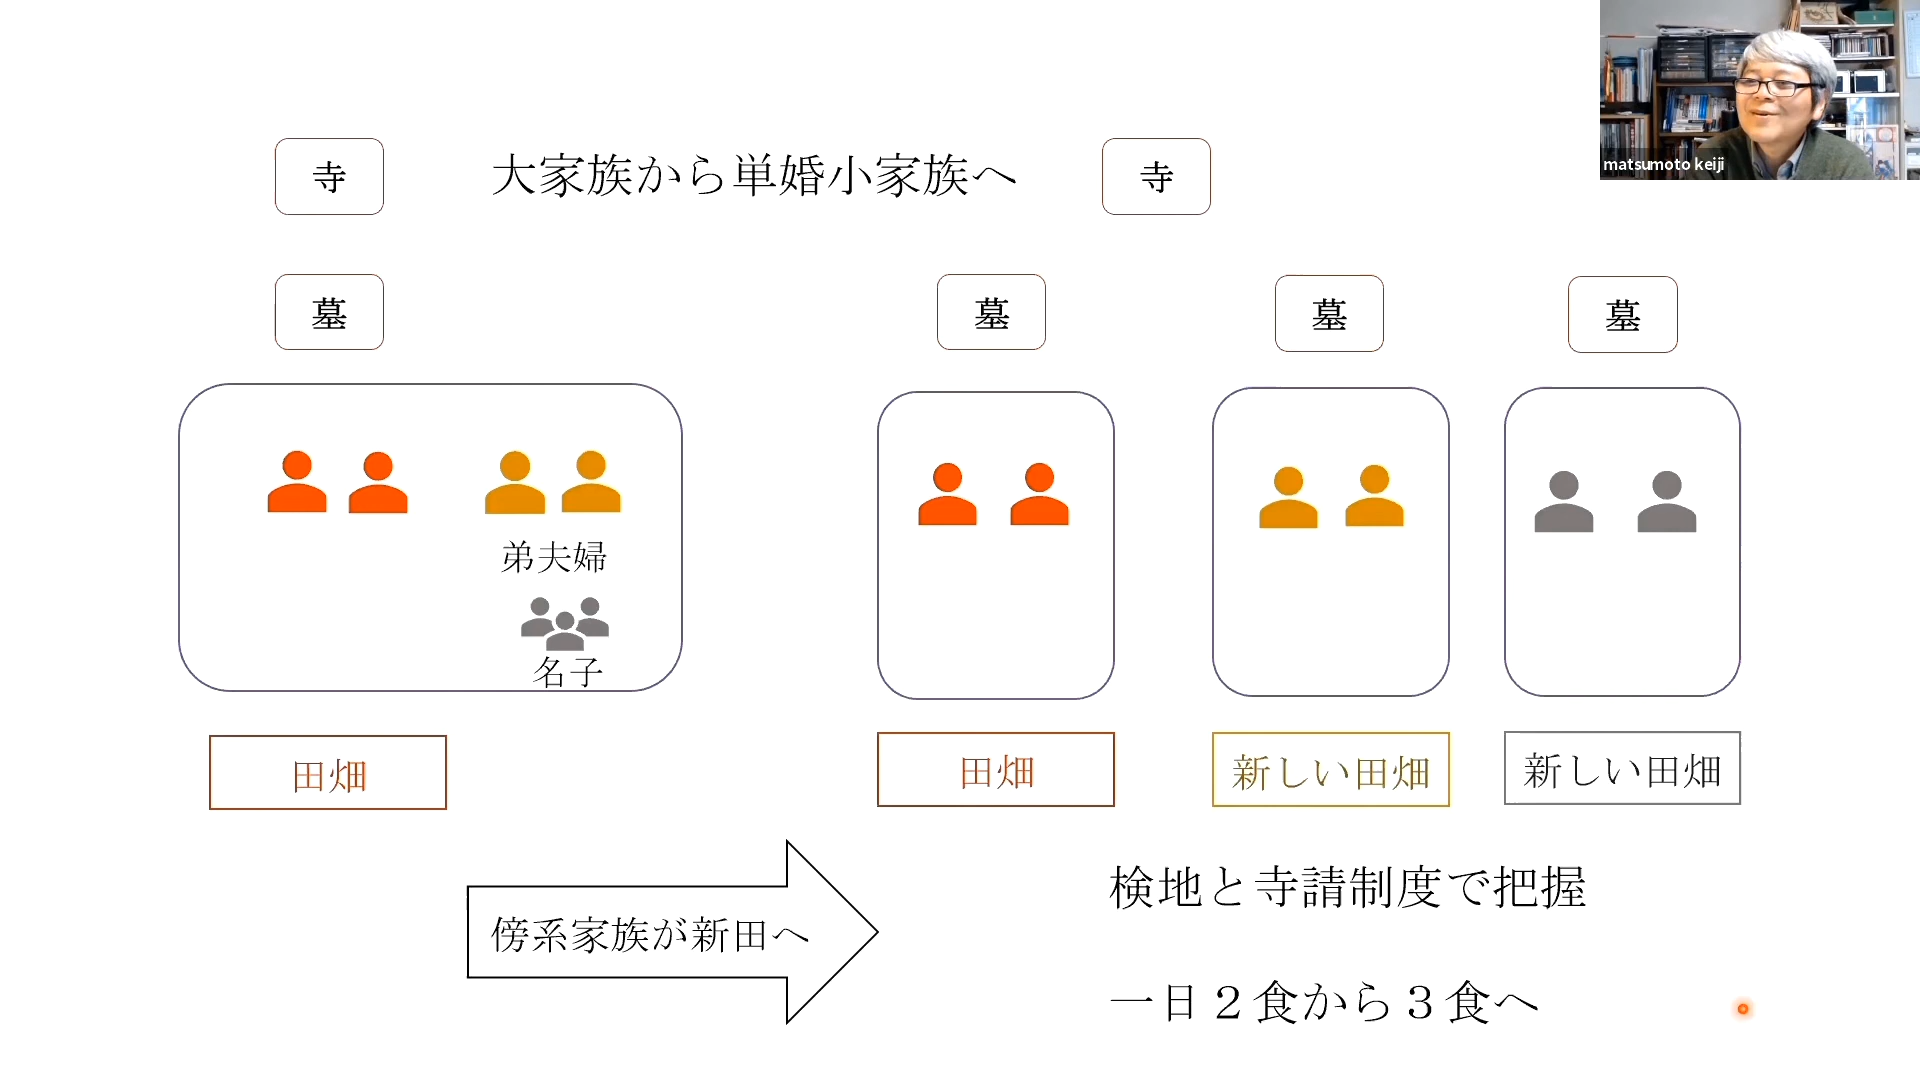 matsumoto keiji
寺
大家族から単婚小家族へ
寺
墓
墓
墓
墓
弟夫婦
名子
田畑
田畑
新しい田畑
新しい田畑
傍系家族が新田へ
検地と寺請制度で把握
一日２食から３食へ